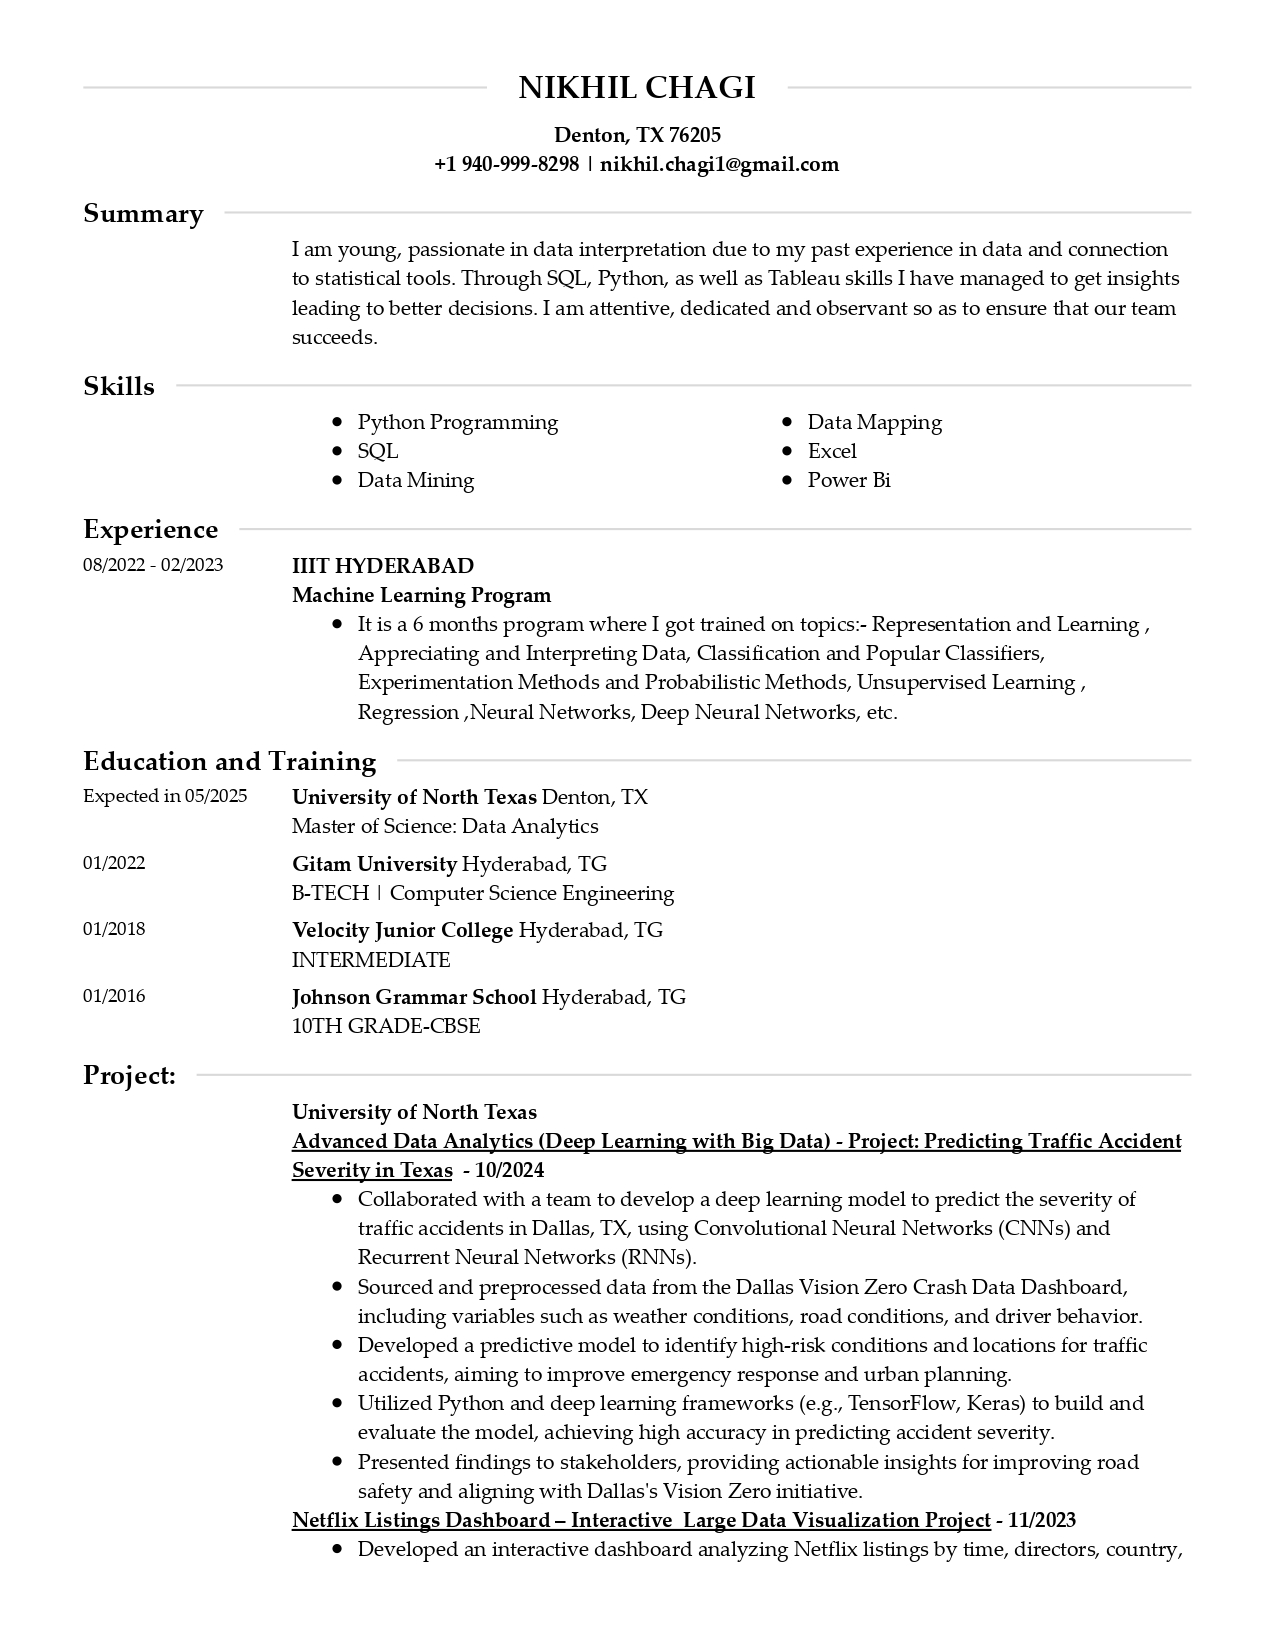 NIKHIL CHAGI
Denton, TX 76205
+1 940-999-8298 | nikhil.chagi1@gmail.com
Summary
I am young, passionate in data interpretation due to my past experience in data and connection
to statistical tools. Through SQL, Python, as well as Tableau skills I have managed to get insights
leading to better decisions. I am attentive, dedicated and observant so as to ensure that our team
succeeds.
Skills
• Python Programming
• SQL
• Data Mining
• Data Mapping
• Excel
• Power Bi
Experience
08/2022 - 02/2023
IIIT HYDERABAD
Machine Learning Program
• It is a 6 months program where I got trained on topics:- Representation and Learning ,
Appreciating and Interpreting Data, Classification and Popular Classifiers,
Experimentation Methods and Probabilistic Methods, Unsupervised Learning ,
Regression ,Neural Networks, Deep Neural Networks, etc.
Education and Training
Expected in 05/2025
University of North Texas Denton, TX
Master of Science: Data Analytics
01/2022
Gitam University Hyderabad, TG
B-TECH | Computer Science Engineering
01/2018
Velocity Junior College Hyderabad, TG
INTERMEDIATE
01/2016
Johnson Grammar School Hyderabad, TG
10TH GRADE-CBSE
Project:
University of North Texas
Advanced Data Analytics (Deep Learning with Big Data) - Project: Predicting Traffic Accident
Severity in Texas - 10/2024
• Collaborated with a team to develop a deep learning model to predict the severity of
traffic accidents in Dallas, TX, using Convolutional Neural Networks (CNNs) and
Recurrent Neural Networks (RNNs).
• Sourced and preprocessed data from the Dallas Vision Zero Crash Data Dashboard,
including variables such as weather conditions, road conditions, and driver behavior.
• Developed a predictive model to identify high-risk conditions and locations for traffic
accidents, aiming to improve emergency response and urban planning.
• Utilized Python and deep learning frameworks (e.g., TensorFlow, Keras) to build and
evaluate the model, achieving high accuracy in predicting accident severity.
• Presented findings to stakeholders, providing actionable insights for improving road
safety and aligning with Dallas's Vision Zero initiative.
Netflix Listings Dashboard – Interactive Large Data Visualization Project - 11/2023
• Developed an interactive dashboard analyzing Netflix listings by time, directors, country,